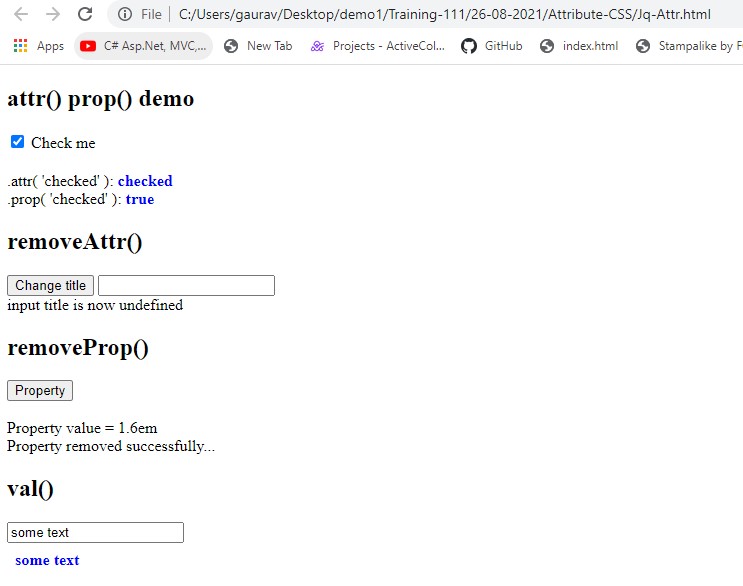 File C:/Users/gaurav/Desktop/demo1/Training-111/26-08-2021/Attribute-CSS/Jq-Attr.html
Apps C# Asp.Net, MVC,... New Tab Projects - ActiveCol... GitHub index.html Stampalike by F
attr() prop() demo
Check me
.attr( 'checked' ): checked
.prop( 'checked' ): true
removeAttr()
Change title
input title is now undefined
removeProp()
Property
Property value = 1.6em
Property removed successfully...
val()
some text
some text